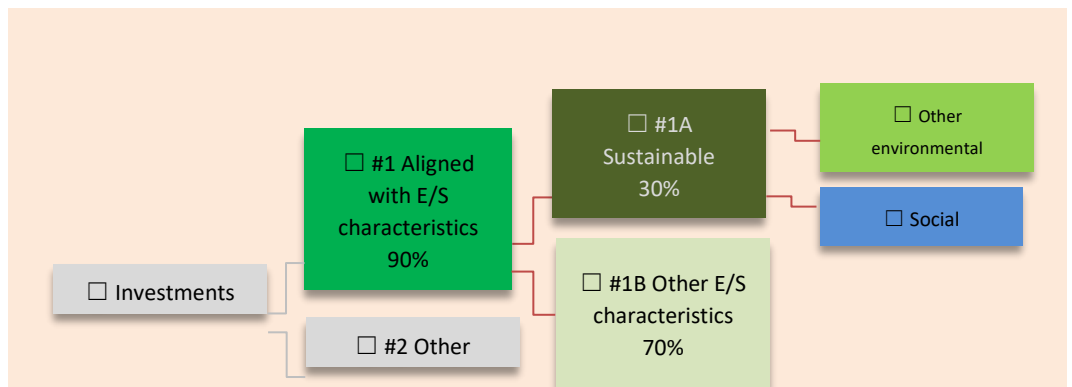 ☐ Investments
☐ #1 Aligned
with E/S
characteristics
90%
☐ #2 Other
☐ #1A
Sustainable
30%
☐ #1B Other E/S
characteristics
70%
☐ Other
environmental
☐ Social